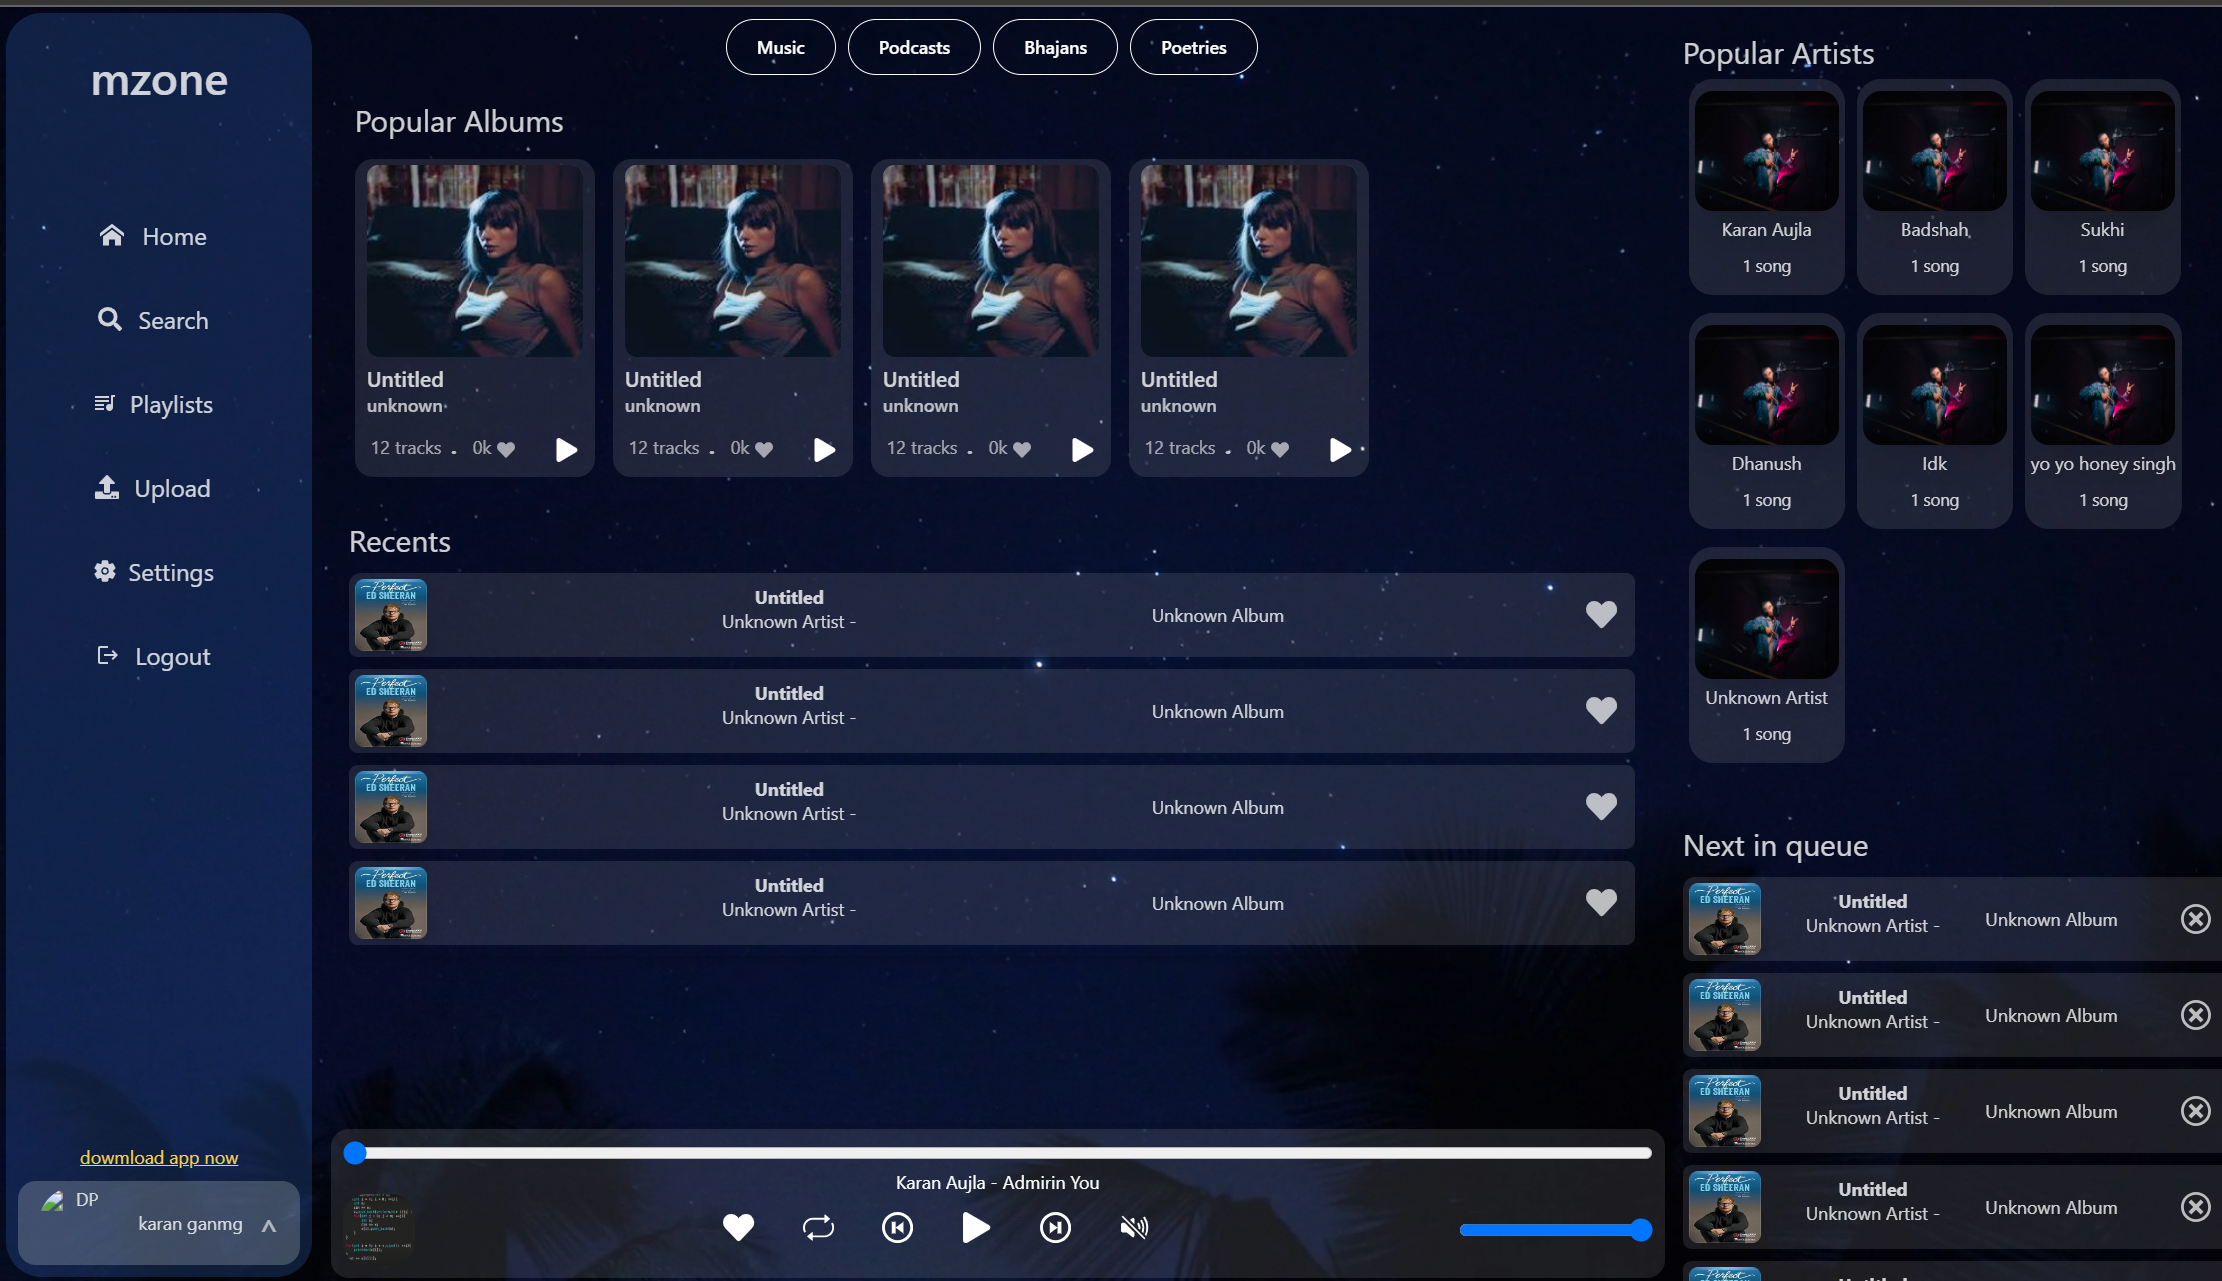 mzone
Home
Search
Playlists
Upload
Settings
Logout
dowmload app now
DP
karan ganmg
Music
Podcasts
Bhajans
Poetries
Popular Albums
Untitled
unknown
12 tracks . 0k
Untitled
unknown
12 tracks . 0k
Untitled
unknown
12 tracks . 0k
Untitled
unknown
12 tracks . 0k
Recents
Perfect
ED SHEERAN
Untitled
Unknown Artist -
Unknown Album
Perfect
ED SHEERAN
Untitled
Unknown Artist -
Unknown Album
Perfect
ED SHEERAN
Untitled
Unknown Artist -
Unknown Album
Perfect
ED SHEERAN
Untitled
Unknown Artist -
Unknown Album
Karan Aujla - Admirin You
Popular Artists
Karan Aujla
1 song
Badshah
1 song
Sukhi
1 song
Dhanush
1 song
Idk
1 song
yo yo honey singh
1 song
Unknown Artist
1 song
Next in queue
Perfect
ED SHEERAN
Untitled
Unknown Artist -
Unknown Album
Perfect
ED SHEERAN
Untitled
Unknown Artist -
Unknown Album
Perfect
ED SHEERAN
Untitled
Unknown Artist -
Unknown Album
Perfect
ED SHEERAN
Untitled
Unknown Artist -
Unknown Album